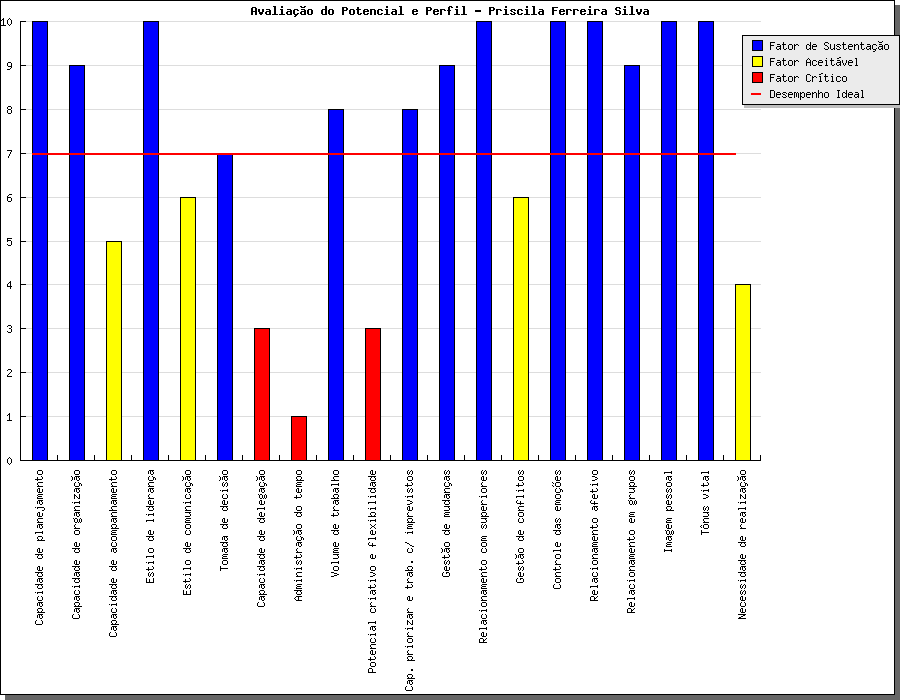 Avaliação do Potencial e Perfil - Priscila Ferreira Silva
Fator de Sustentação
Fator Aceitável
Fator Crítico
Desempenho Ideal
10
9
8
7
6
5
4
3
2
1
0
Capacidade de planejamento
Capacidade de organização
Capacidade de acompanhamento
Estilo de liderança
Estilo de comunicação
Tomada de decisão
Capacidade de delegação
Administração do tempo
Volume de trabalho
Potencial criativo e flexibilidade
Cap. priorizar e trab. c/ imprevistos
Gestão de mudanças
Relacionamento com superiores
Gestão de conflitos
Controle das emoções
Relacionamento afetivo
Relacionamento em grupos
Imagem pessoal
Tônus vital
Necessidade de realização